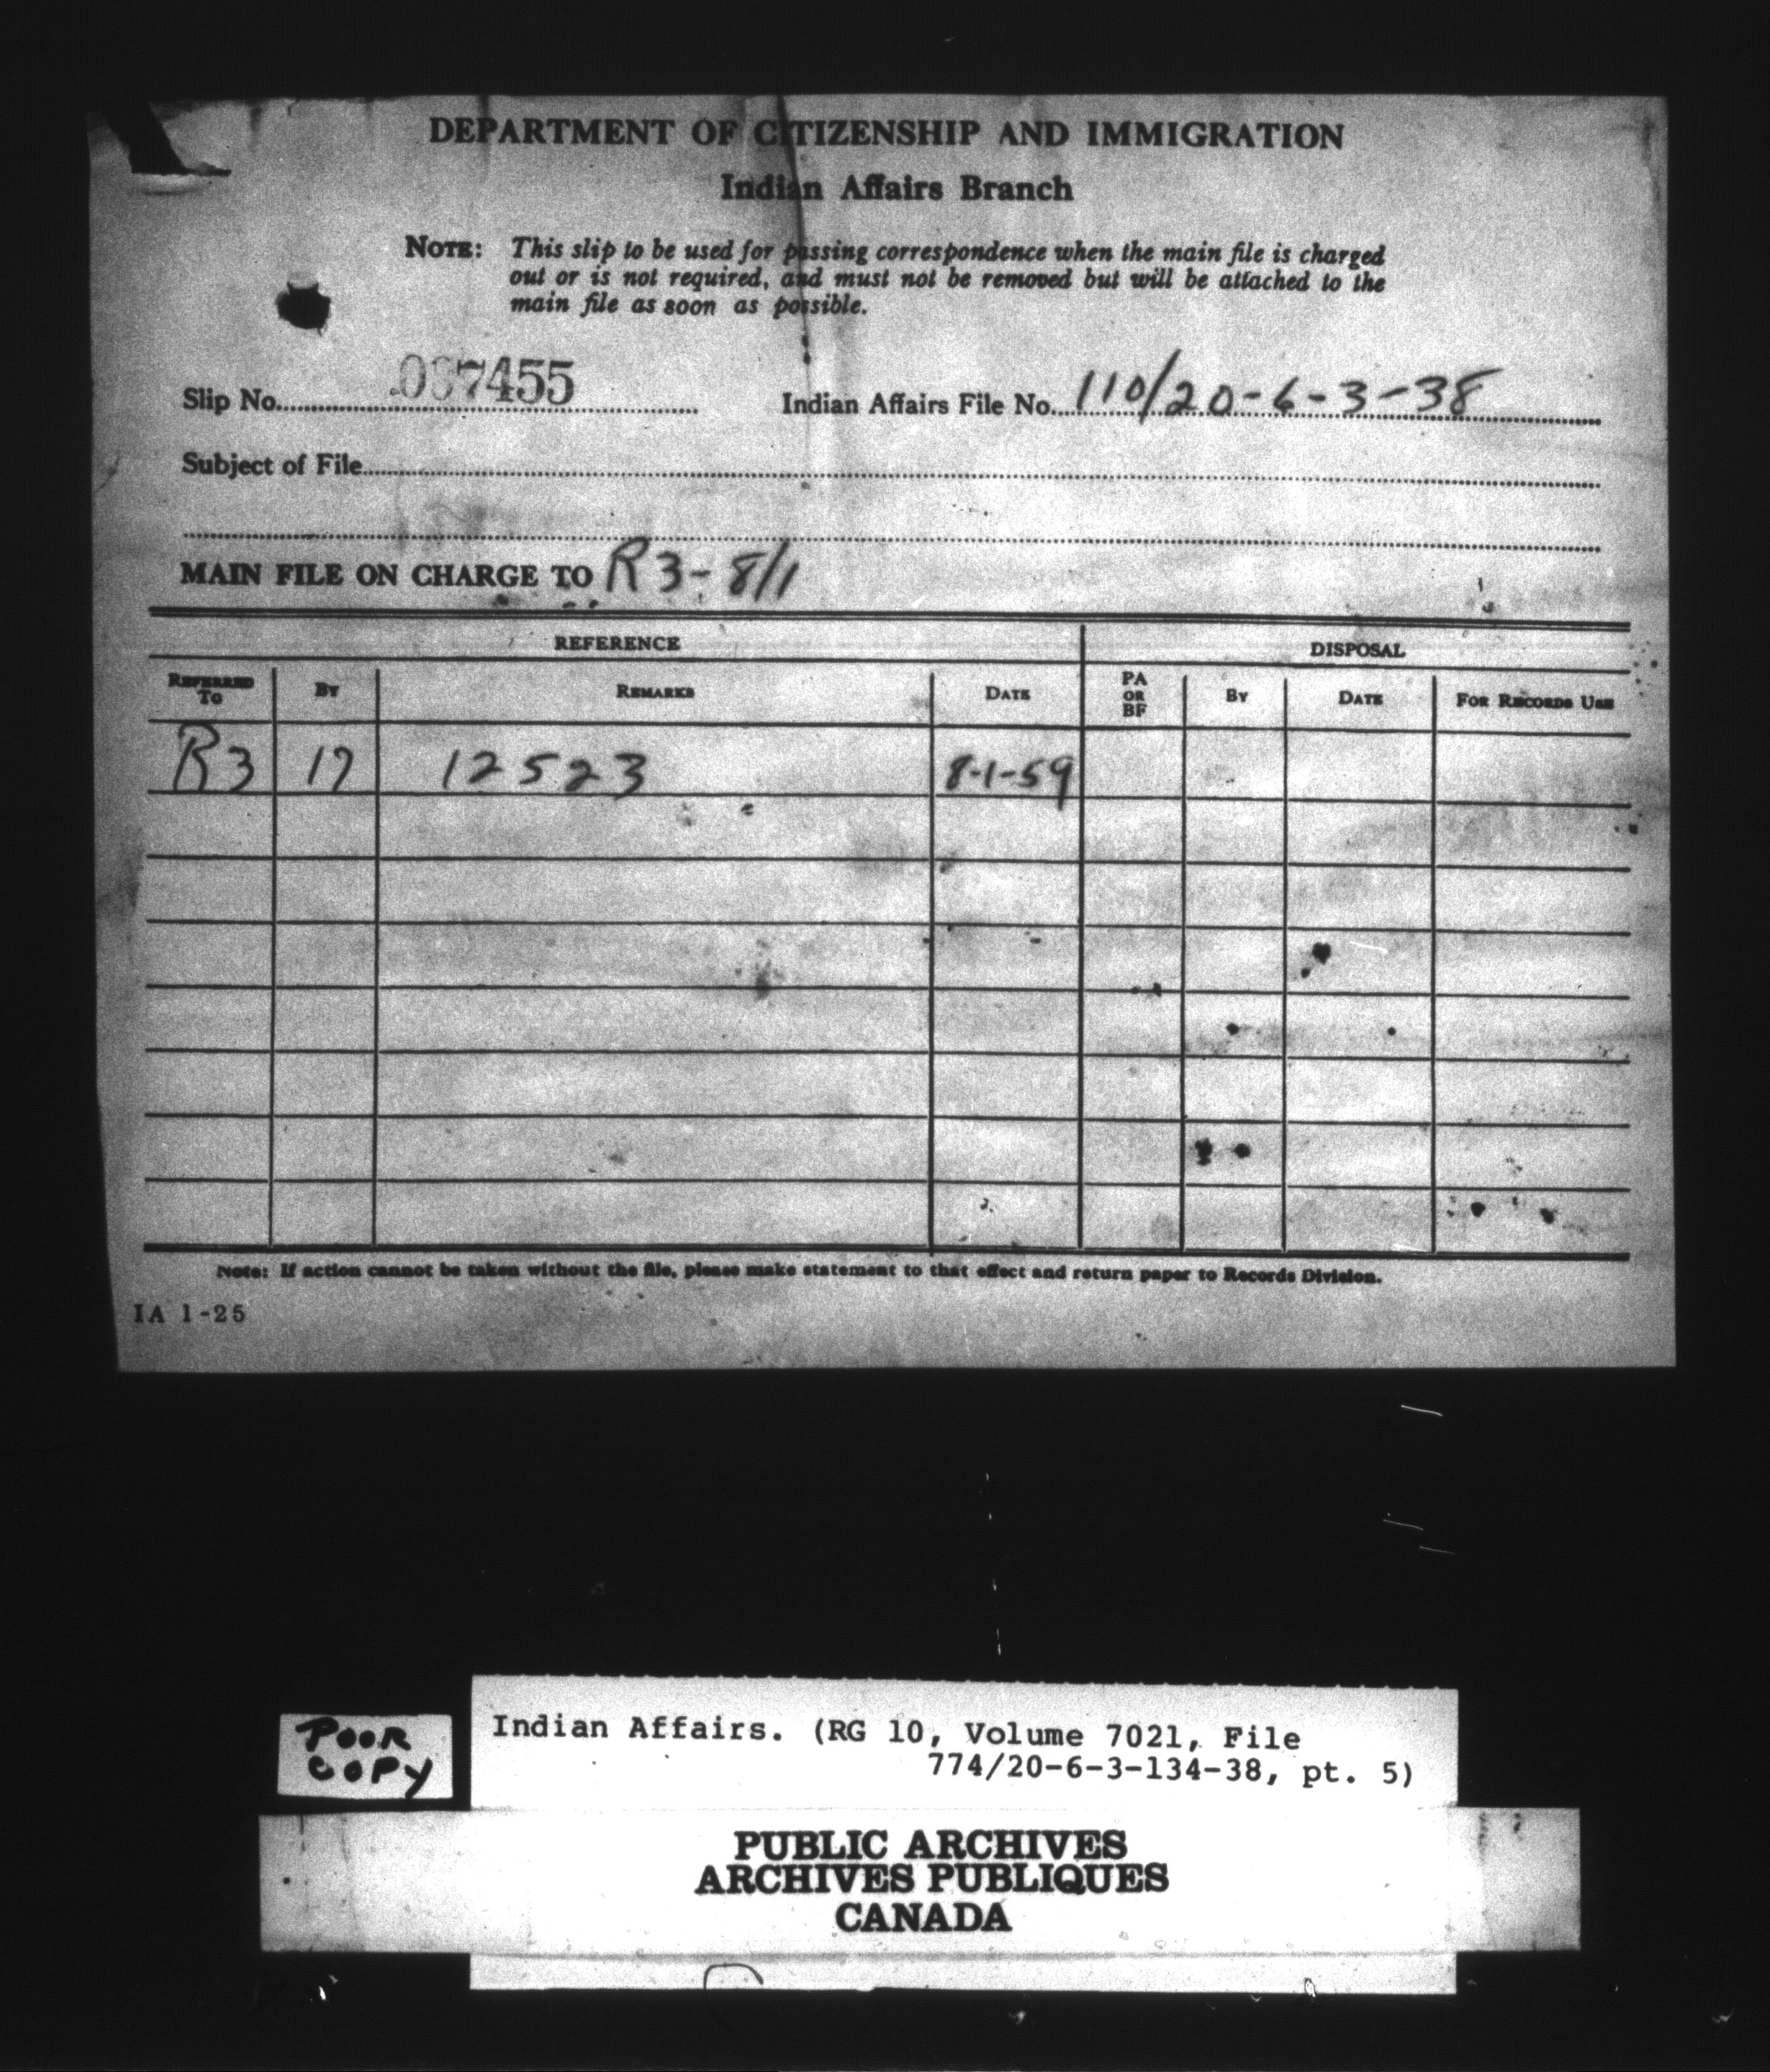 DEPARTMENT OF CITIZENSHIP AND IMMIGRATION
Indian Affairs Branch
NOTE: This slip to be used for passing correspondence when the main file is charged
out or is not required, and must not be removed but will be attached to the
main file as soon as possible.
Slip No. 7455 Indian Affairs File No. 110/20-6-3-38
Subject of File
MAIN FILE ON CHARGE TO R3-8/1
REFERENCE DISPOSAL
REFERRED TO BY REMARKS DATE PA OR BF BY DATE FOR RECORDS USE
R3 17 12523 8-1-59
Note: If action cannot be taken without the file, please make statement to that effect and return paper to Records Division.
IA 1-25
POOR
COPY
Indian Affairs. (RG 10, Volume 7021, File
774/20-6-3-134-38, pt. 5)
PUBLIC ARCHIVES
ARCHIVES PUBLIQUES
CANADA